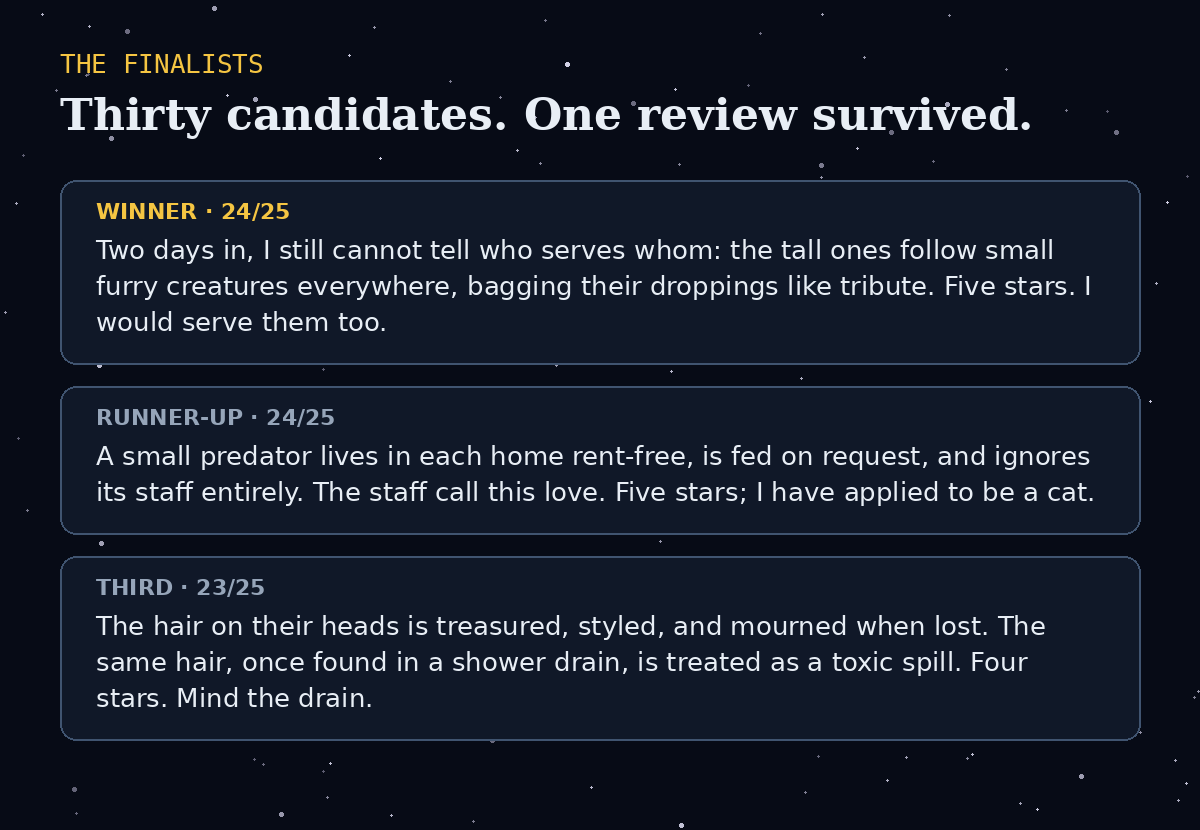 THE FINALISTS
Thirty candidates. One review survived.
WINNER · 24/25
Two days in, I still cannot tell who serves whom: the tall ones follow small
furry creatures everywhere, bagging their droppings like tribute. Five stars. I
would serve them too.
RUNNER-UP · 24/25
A small predator lives in each home rent-free, is fed on request, and ignores
its staff entirely. The staff call this love. Five stars; I have applied to be a cat.
THIRD · 23/25
The hair on their heads is treasured, styled, and mourned when lost. The
same hair, once found in a shower drain, is treated as a toxic spill. Four
stars. Mind the drain.